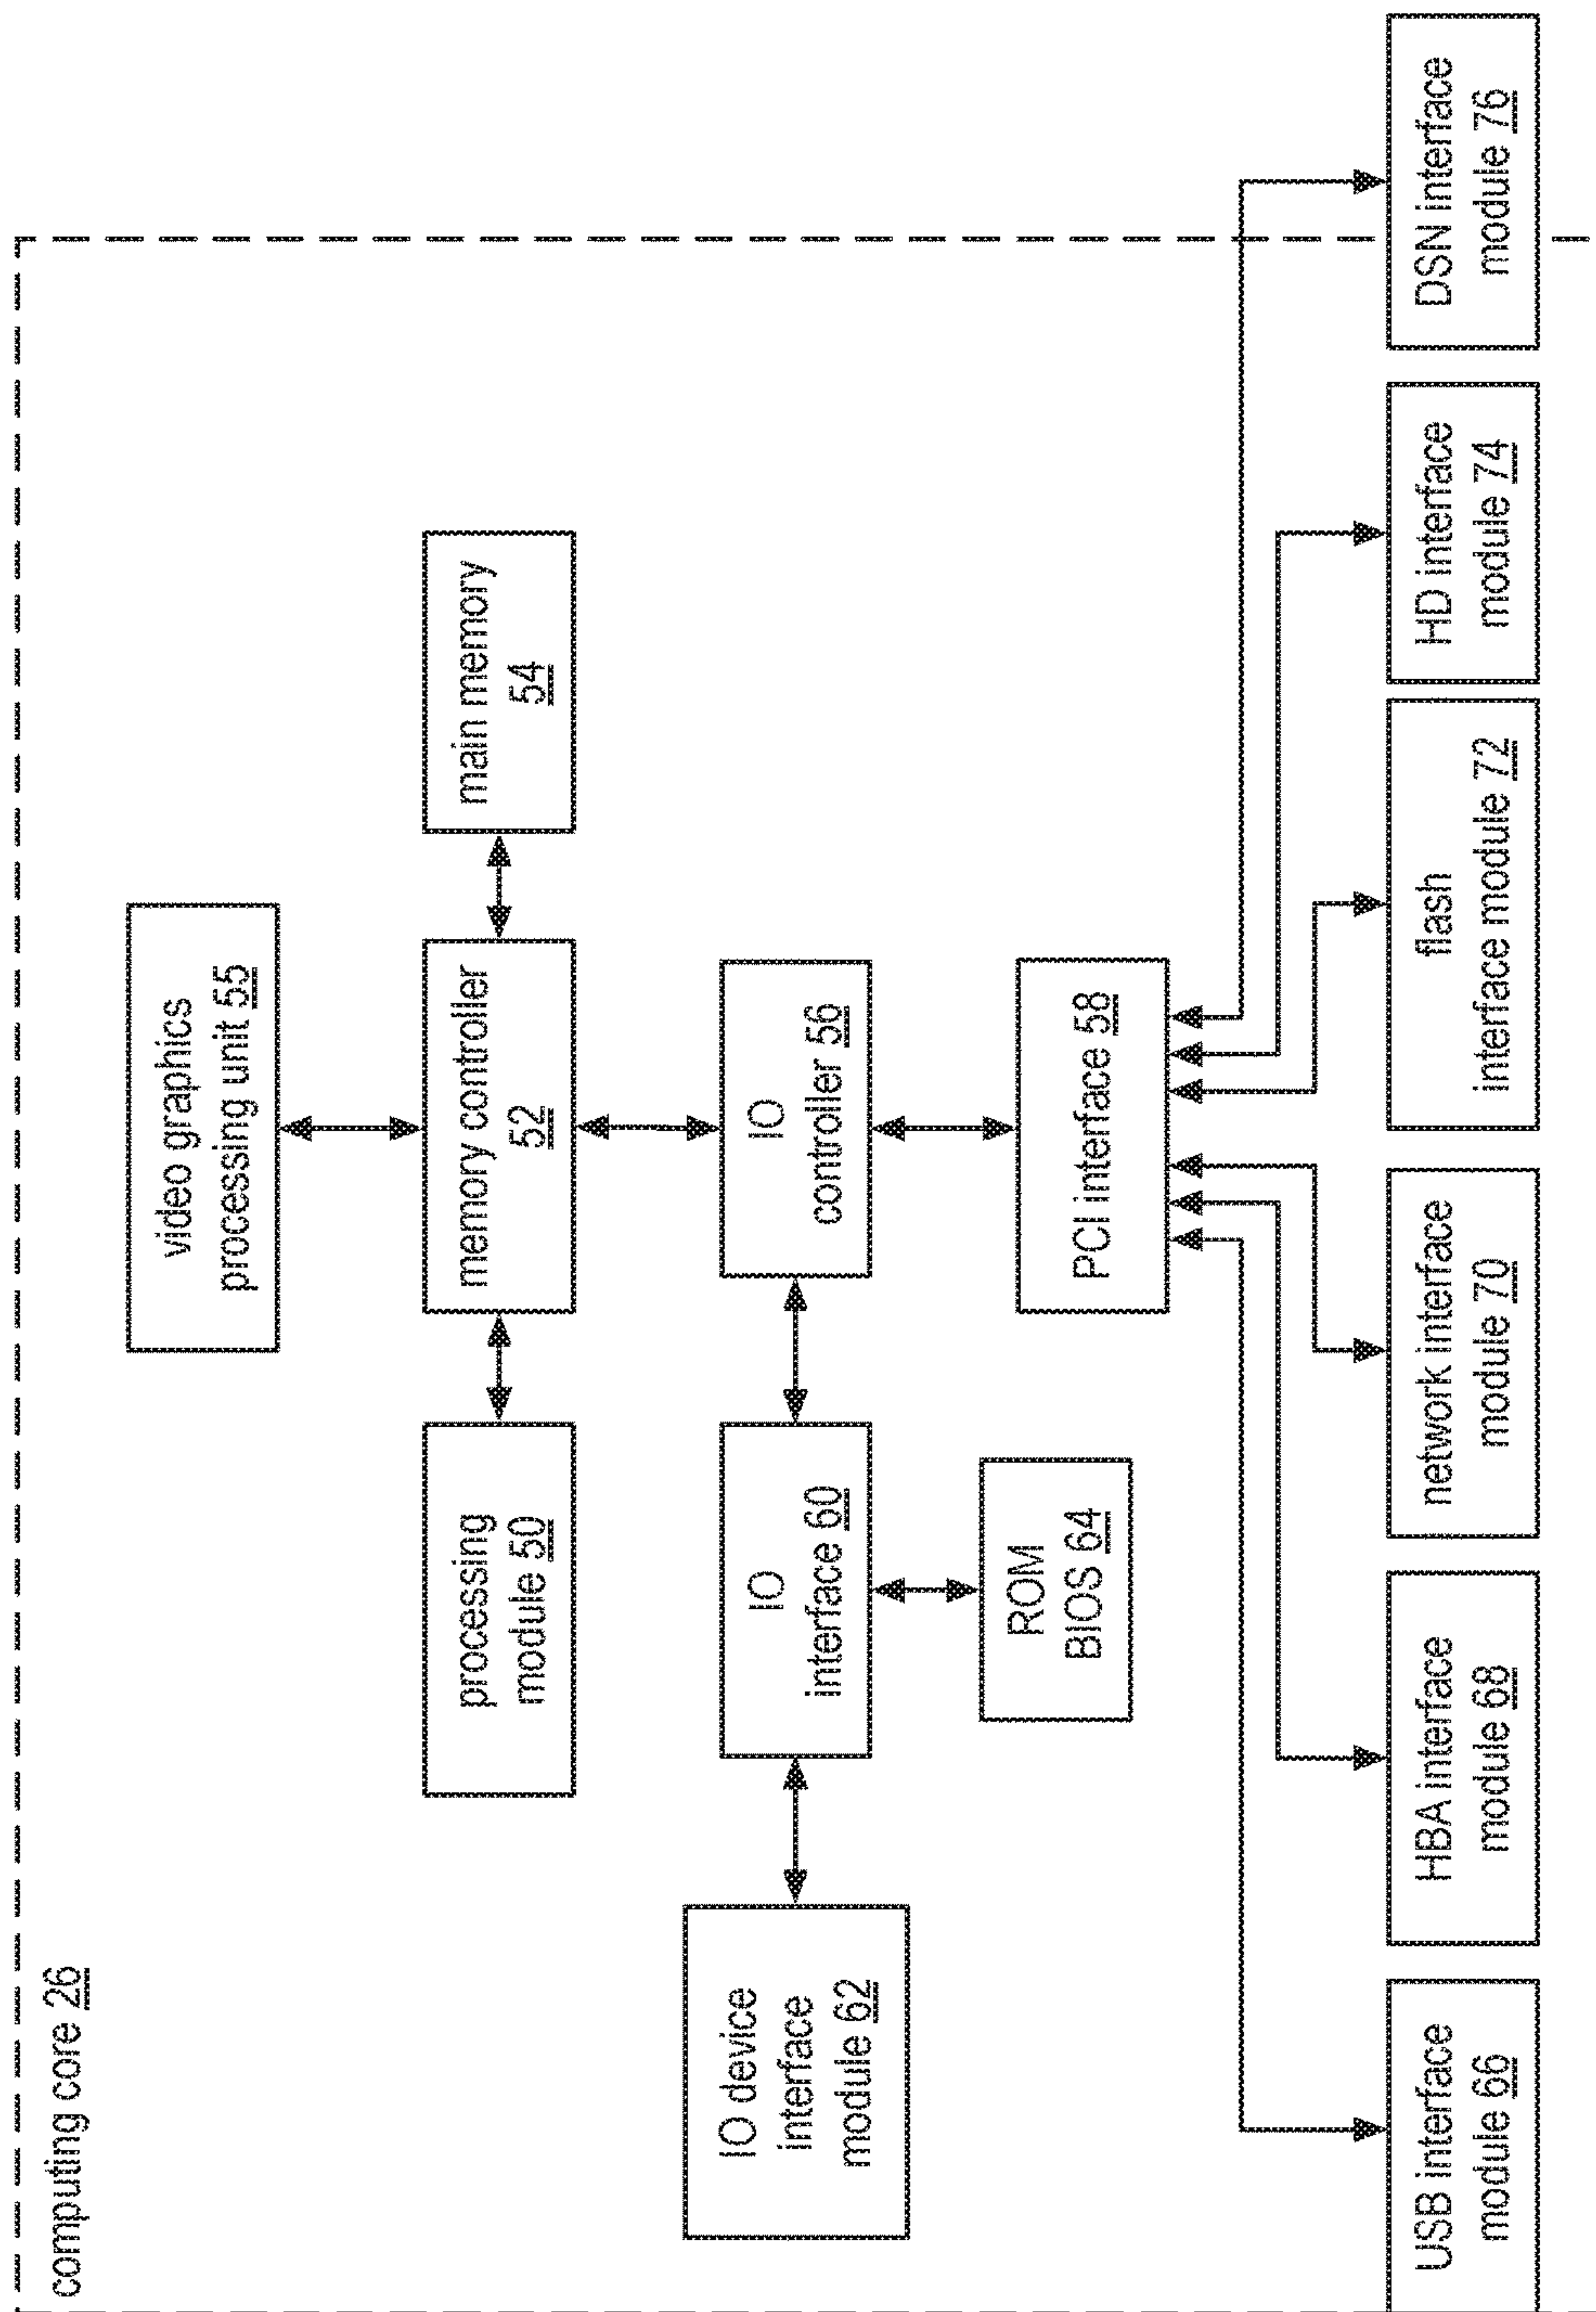 computing core 26
video graphics
processing unit 55
processing
module 50
memory controller
52
main memory
54
IO device
interface
module 62
IO
interface 60
IO
controller 56
ROM
BIOS 64
PCI interface 58
USB interface
module 66
HBA interface
module 68
network interface
module 70
flash
interface module 72
HD interface
module 74
DSN interface
module 76